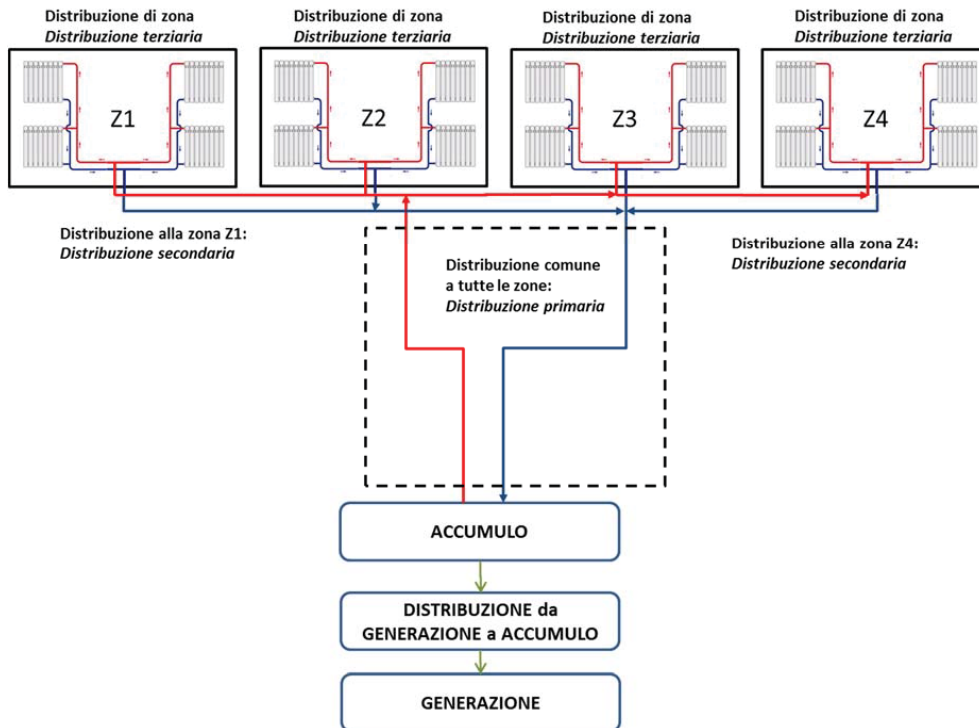 Distribuzione di zona
Distribuzione terziaria
Distribuzione di zona
Distribuzione terziaria
Distribuzione di zona
Distribuzione terziaria
Distribuzione di zona
Distribuzione terziaria
Z1
Z2
Z3
Z4
Distribuzione alla zona Z1:
Distribuzione secondaria
Distribuzione comune
a tutte le zone:
Distribuzione primaria
Distribuzione alla zona Z4:
Distribuzione secondaria
ACCUMULO
DISTRIBUZIONE da
GENERAZIONE a ACCUMULO
GENERAZIONE